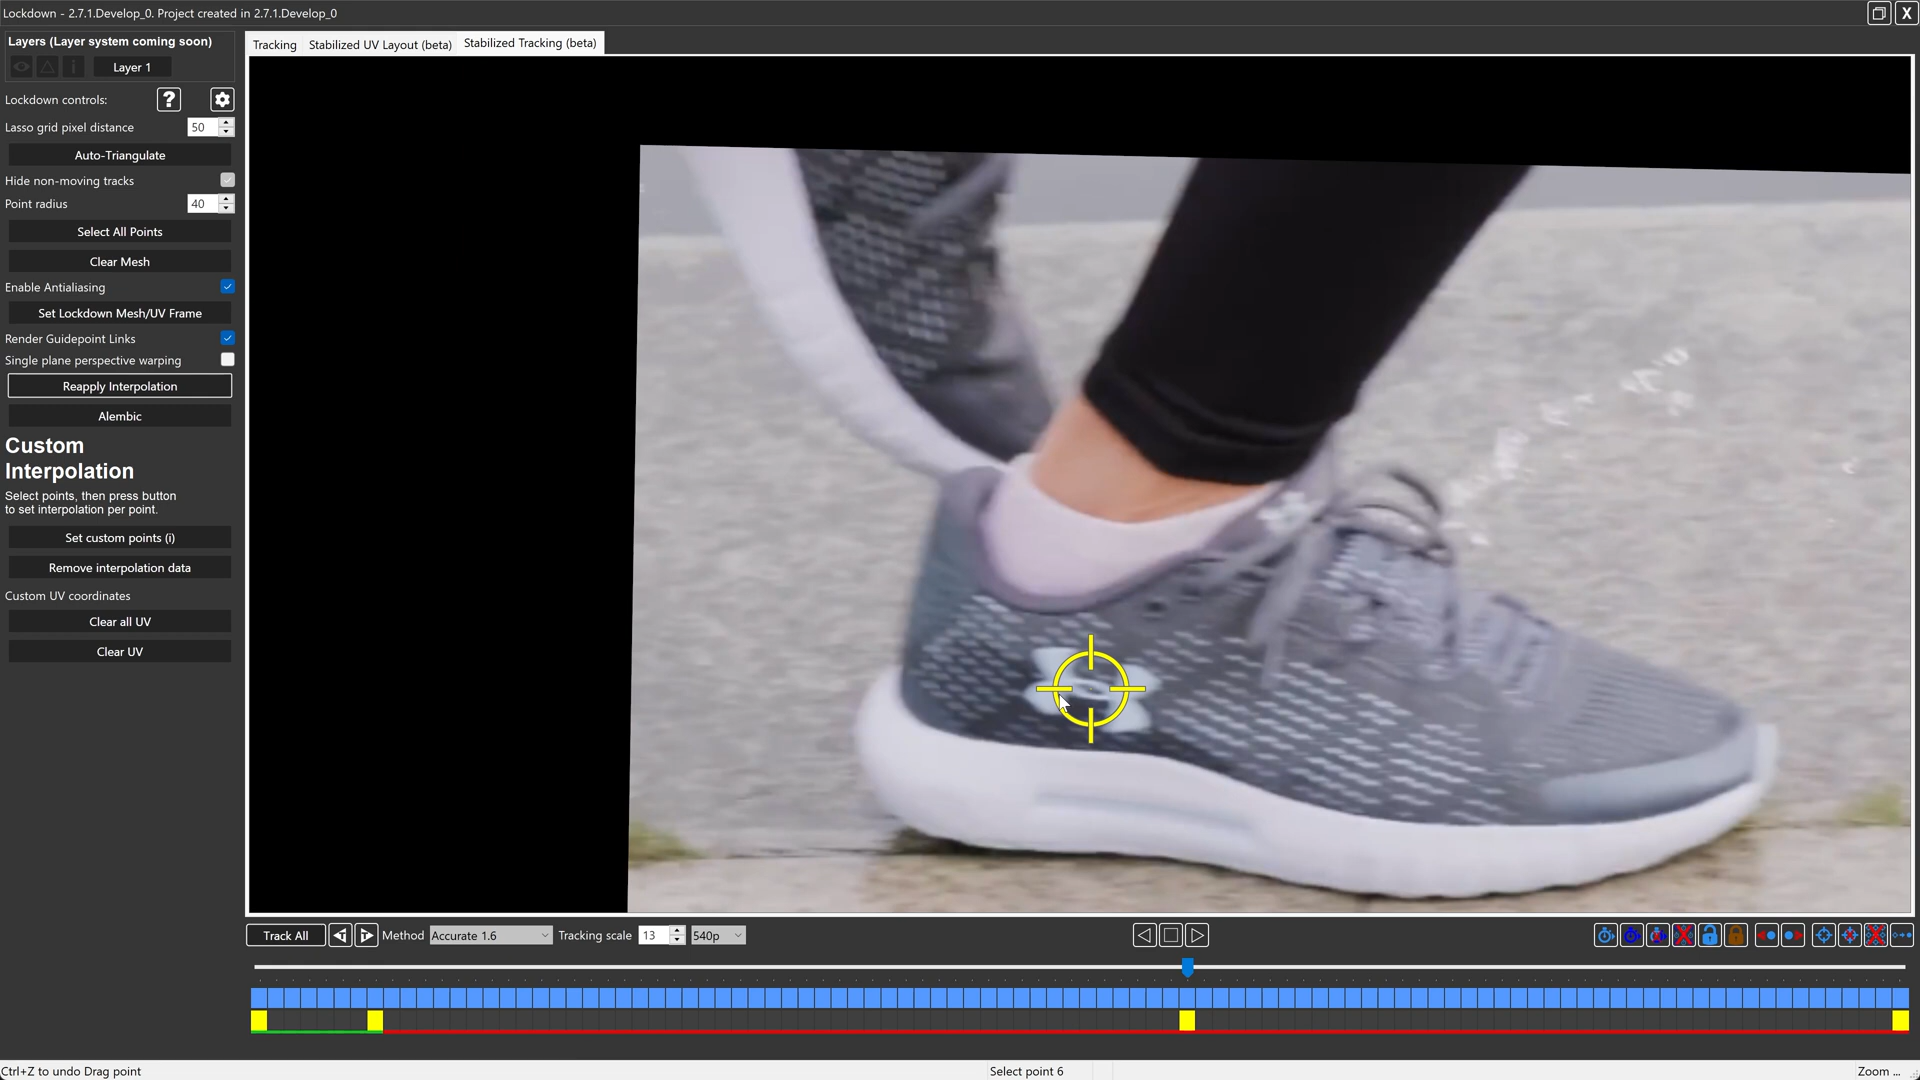 Lockdown - 2.7.1.Develop_0. Project created in 2.7.1.Develop_0
X
Layers (Layer system coming soon)
i
Layer 1
Lockdown controls:
?
Lasso grid pixel distance
50
Auto-Triangulate
Hide non-moving tracks
Point radius
40
Select All Points
Clear Mesh
Enable Antialiasing
Set Lockdown Mesh/UV Frame
Render Guidepoint Links
Single plane perspective warping
Reapply Interpolation
Alembic
Custom
Interpolation
Select points, then press button
to set interpolation per point.
Set custom points (i)
Remove interpolation data
Custom UV coordinates
Clear all UV
Clear UV
Tracking
Stabilized UV Layout (beta)
Stabilized Tracking (beta)
Track All
Method
Accurate 1.6
Tracking scale
13
540p
Ctrl+Z to undo Drag point
Select point 6
Zoom ...